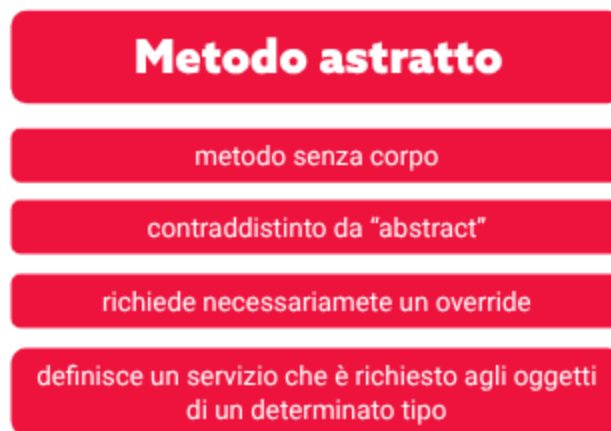 Metodo astratto
metodo senza corpo
contraddistinto da “abstract”
richiede necessariamete un override
definisce un servizio che è richiesto agli oggetti
di un determinato tipo